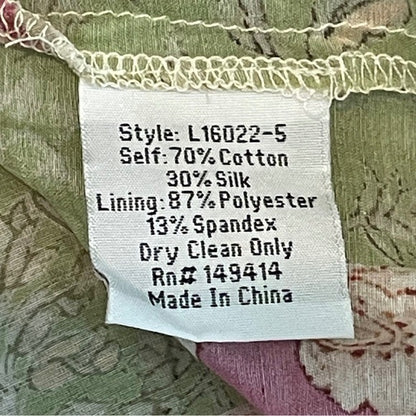 Style: L16022-5
Self:70% Cotton
30% Silk
Lining:87% Polyester
13% Spandex
Dry Clean Only
Rn# 149414
Made In China